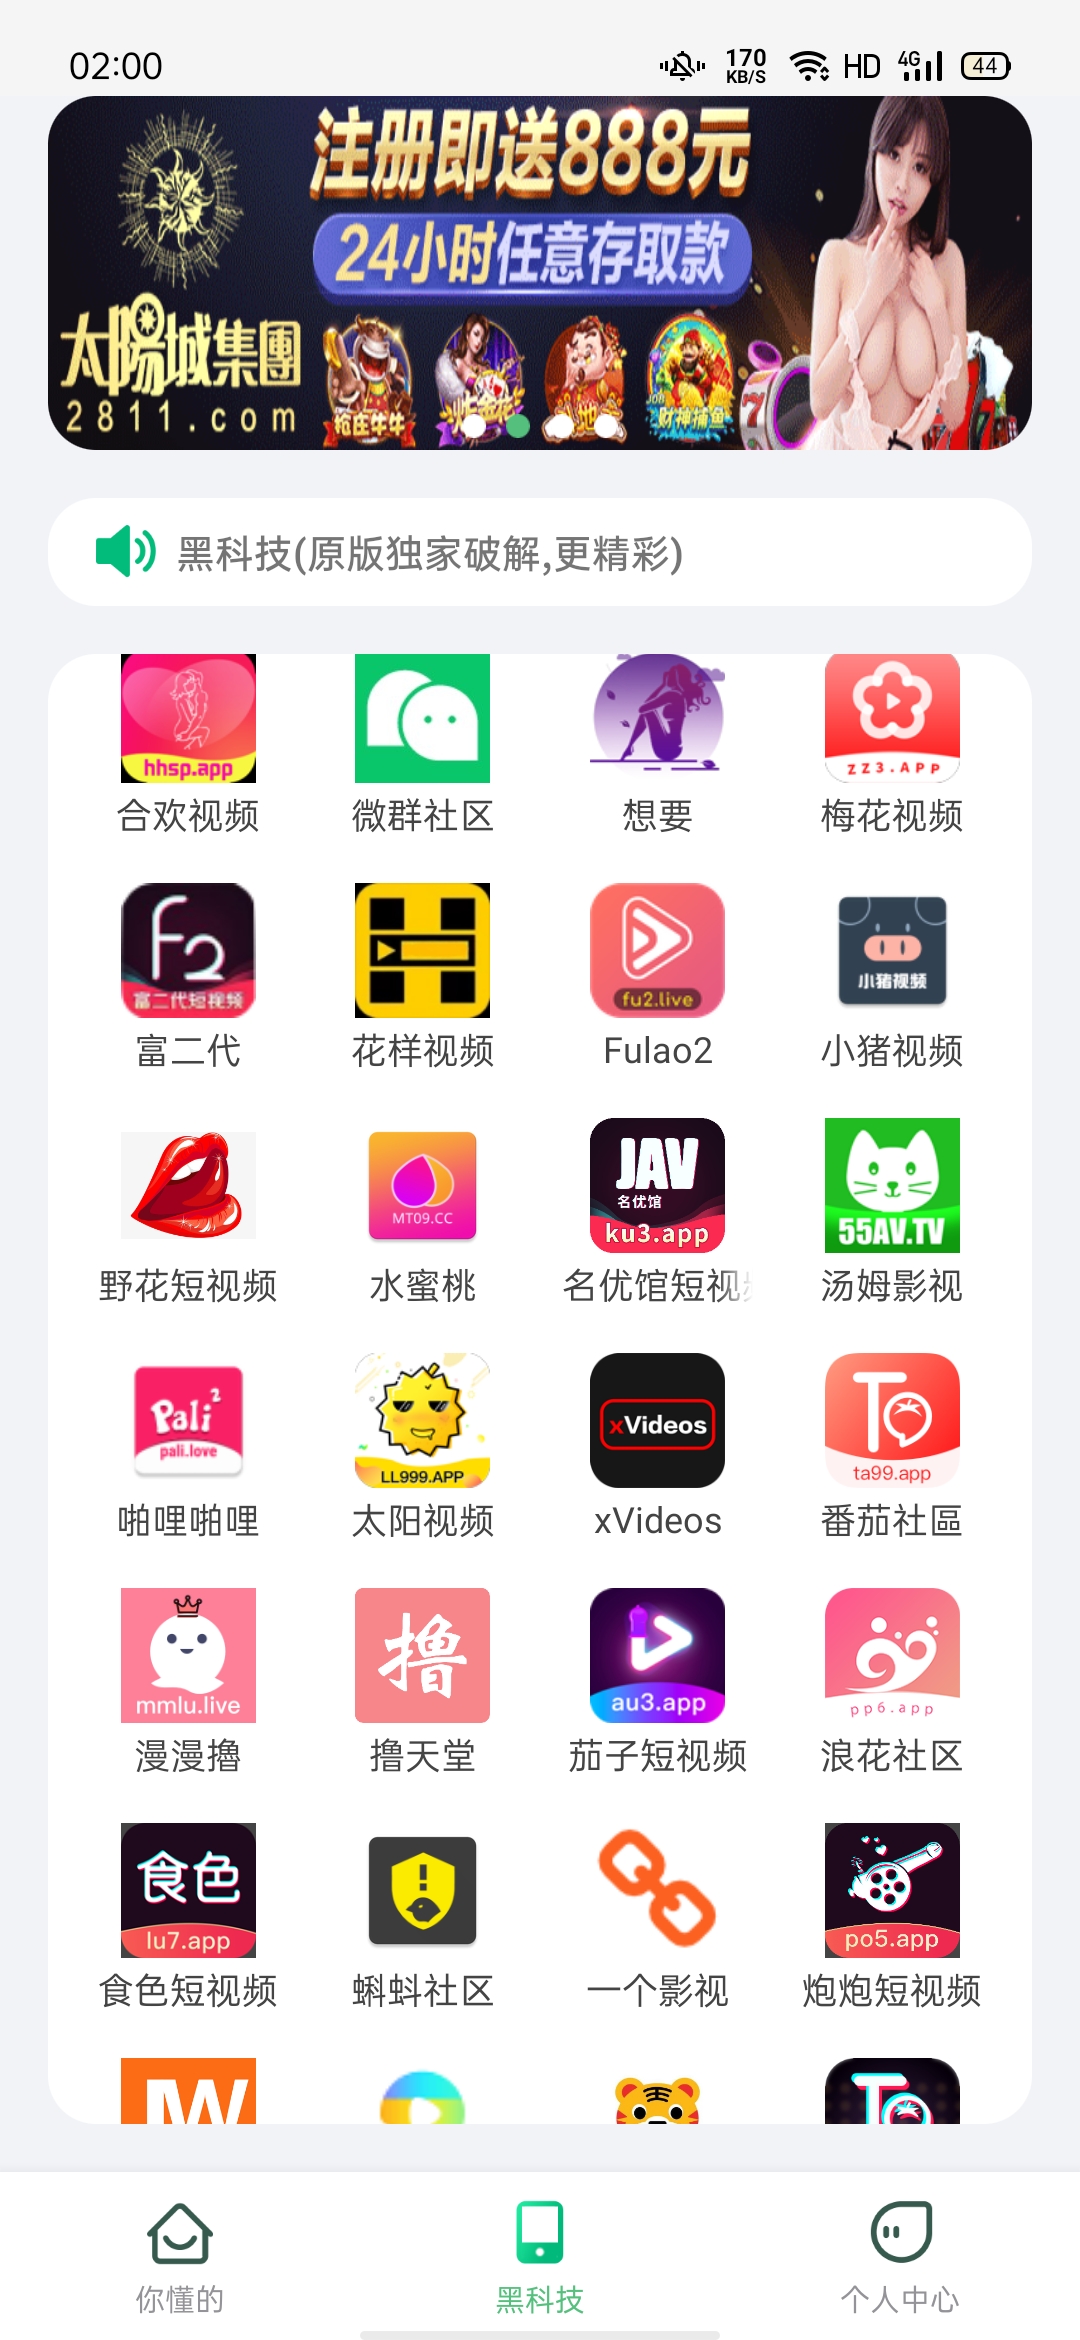 02:00
170
KB/S
HD
4G
44
注册即送888元
24小时任意存取款
太陽城集團
2811.com
抢庄牛牛
炸金花
财神捕鱼
黑科技(原版独家破解,更精彩)
hhsp.app
ZZ3.APP
合欢视频
微群社区
想要
梅花视频
F2
富二代短视频
fu2.live
小猪视频
富二代
花样视频
Fulao2
小猪视频
MT09.CC
JAV
名优馆
ku3.app
55AV.TV
野花短视频
水蜜桃
名优馆短视
汤姆影视
Pali2
pali.love
LL999.APP
xVideos
To
ta99.app
啪哩啪哩
太阳视频
xVideos
番茄社區
mmlu.live
撸
au3.app
pp6.app
漫漫擼
撸天堂
茄子短视频
浪花社区
食色
lu7.app
po5.app
食色短视频
蝌蚪社区
一个影视
炮炮短视频
W
To
你懂的
黑科技
个人中心